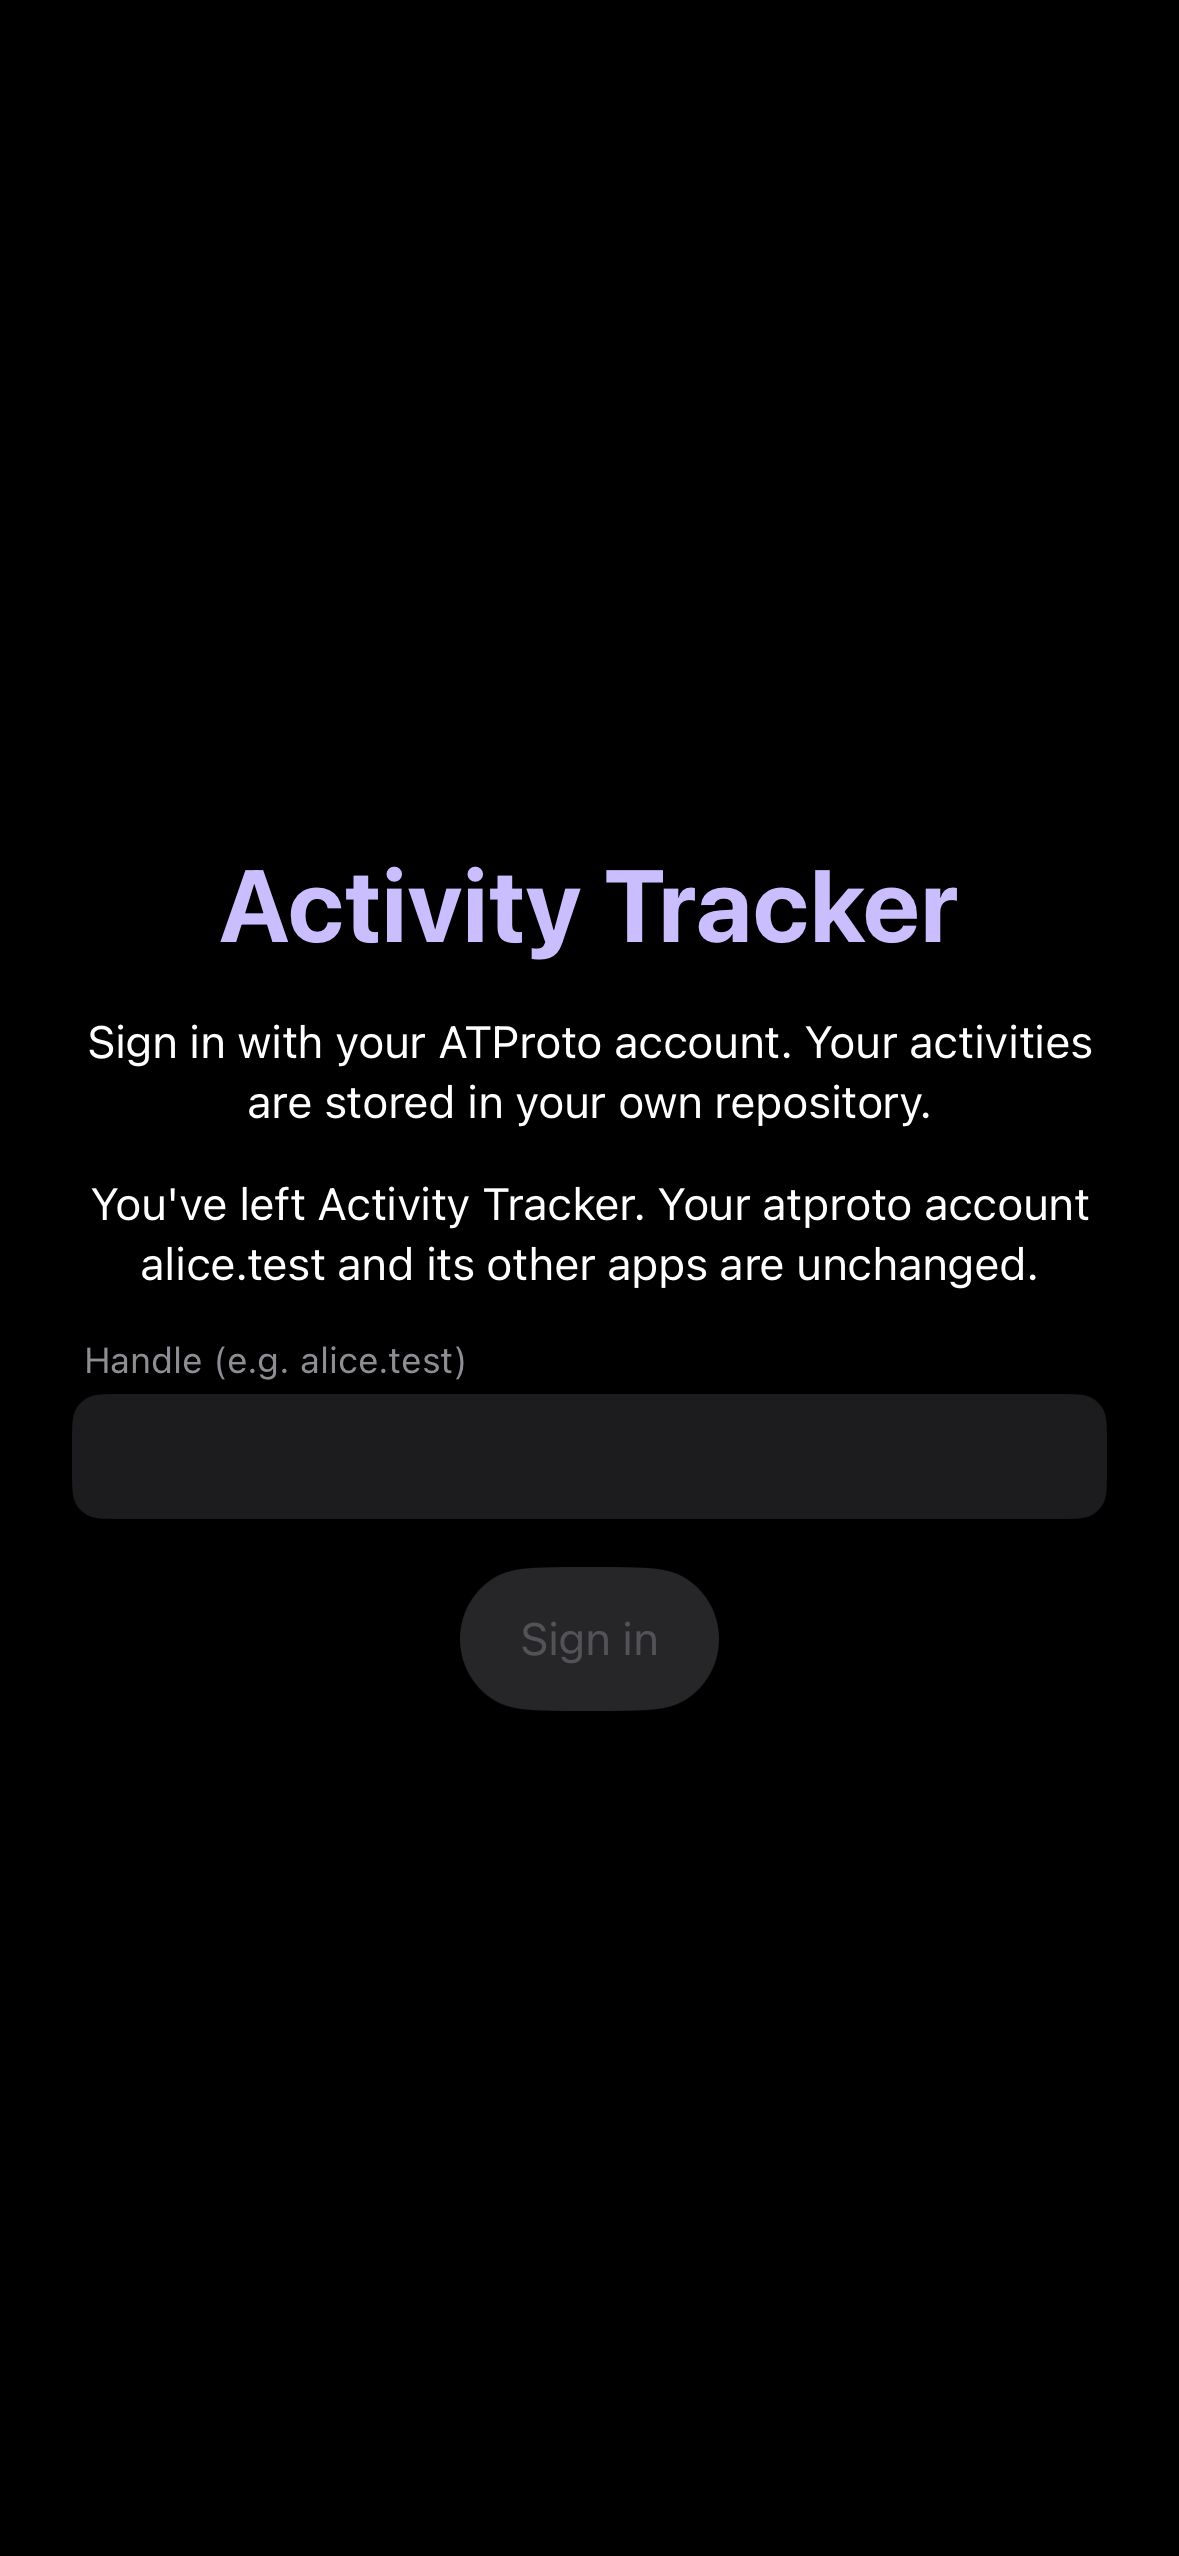 Activity Tracker
Sign in with your ATProto account. Your activities
are stored in your own repository.
You've left Activity Tracker. Your atproto account
alice.test and its other apps are unchanged.
Handle (e.g. alice.test)
Sign in